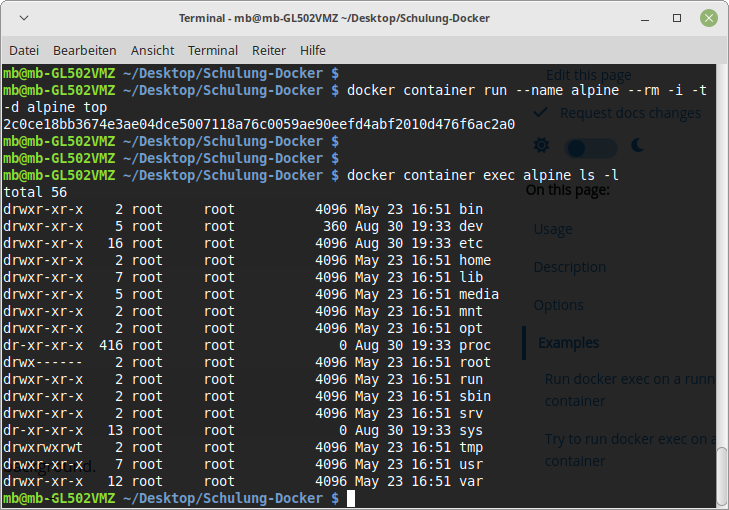 Terminal - mb@mb-GL502VMZ ~/Desktop/Schulung-Docker
Datei Bearbeiten Ansicht Terminal Reiter Hilfe
mb@mb-GL502VMZ ~/Desktop/Schulung-Docker $
mb@mb-GL502VMZ ~/Desktop/Schulung-Docker $ docker container run --name alpine --rm -i -t
-d alpine top
2c0ce18bb3674e3ae04dce5007118a76c0059ae90eefd4abf2010d476f6ac2a0
mb@mb-GL502VMZ ~/Desktop/Schulung-Docker $
mb@mb-GL502VMZ ~/Desktop/Schulung-Docker $
mb@mb-GL502VMZ ~/Desktop/Schulung-Docker $ docker container exec alpine ls -l
total 56
drwxr-xr-x 2 root root 4096 May 23 16:51 bin
drwxr-xr-x 5 root root 360 Aug 30 19:33 dev
drwxr-xr-x 16 root root 4096 Aug 30 19:33 etc
drwxr-xr-x 2 root root 4096 May 23 16:51 home
drwxr-xr-x 7 root root 4096 May 23 16:51 lib
drwxr-xr-x 5 root root 4096 May 23 16:51 media
drwxr-xr-x 2 root root 4096 May 23 16:51 mnt
drwxr-xr-x 2 root root 4096 May 23 16:51 opt
dr-xr-xr-x 416 root root 0 Aug 30 19:33 proc
drwx------ 2 root root 4096 May 23 16:51 root
drwxr-xr-x 2 root root 4096 May 23 16:51 run
drwxr-xr-x 2 root root 4096 May 23 16:51 sbin
drwxr-xr-x 2 root root 4096 May 23 16:51 srv
dr-xr-xr-x 13 root root 0 Aug 30 19:33 sys
drwxrwxrwt 2 root root 4096 May 23 16:51 tmp
drwxr-xr-x 7 root root 4096 May 23 16:51 usr
drwxr-xr-x 12 root root 4096 May 23 16:51 var
mb@mb-GL502VMZ ~/Desktop/Schulung-Docker $
Edit this page
Request docs changes
On this page:
Usage
Description
Options
Examples
Run docker exec on a runn
container
Try to run docker exec on a
container